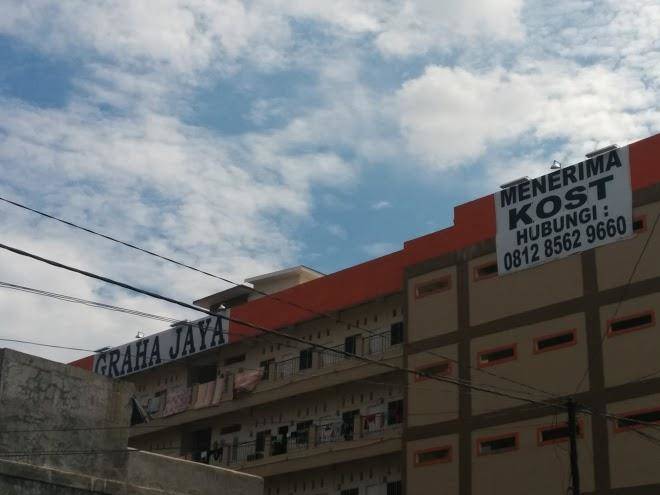 GRAHA JAYA
MENERIMA
KOST
HUBUNGI :
0812 8562 9660